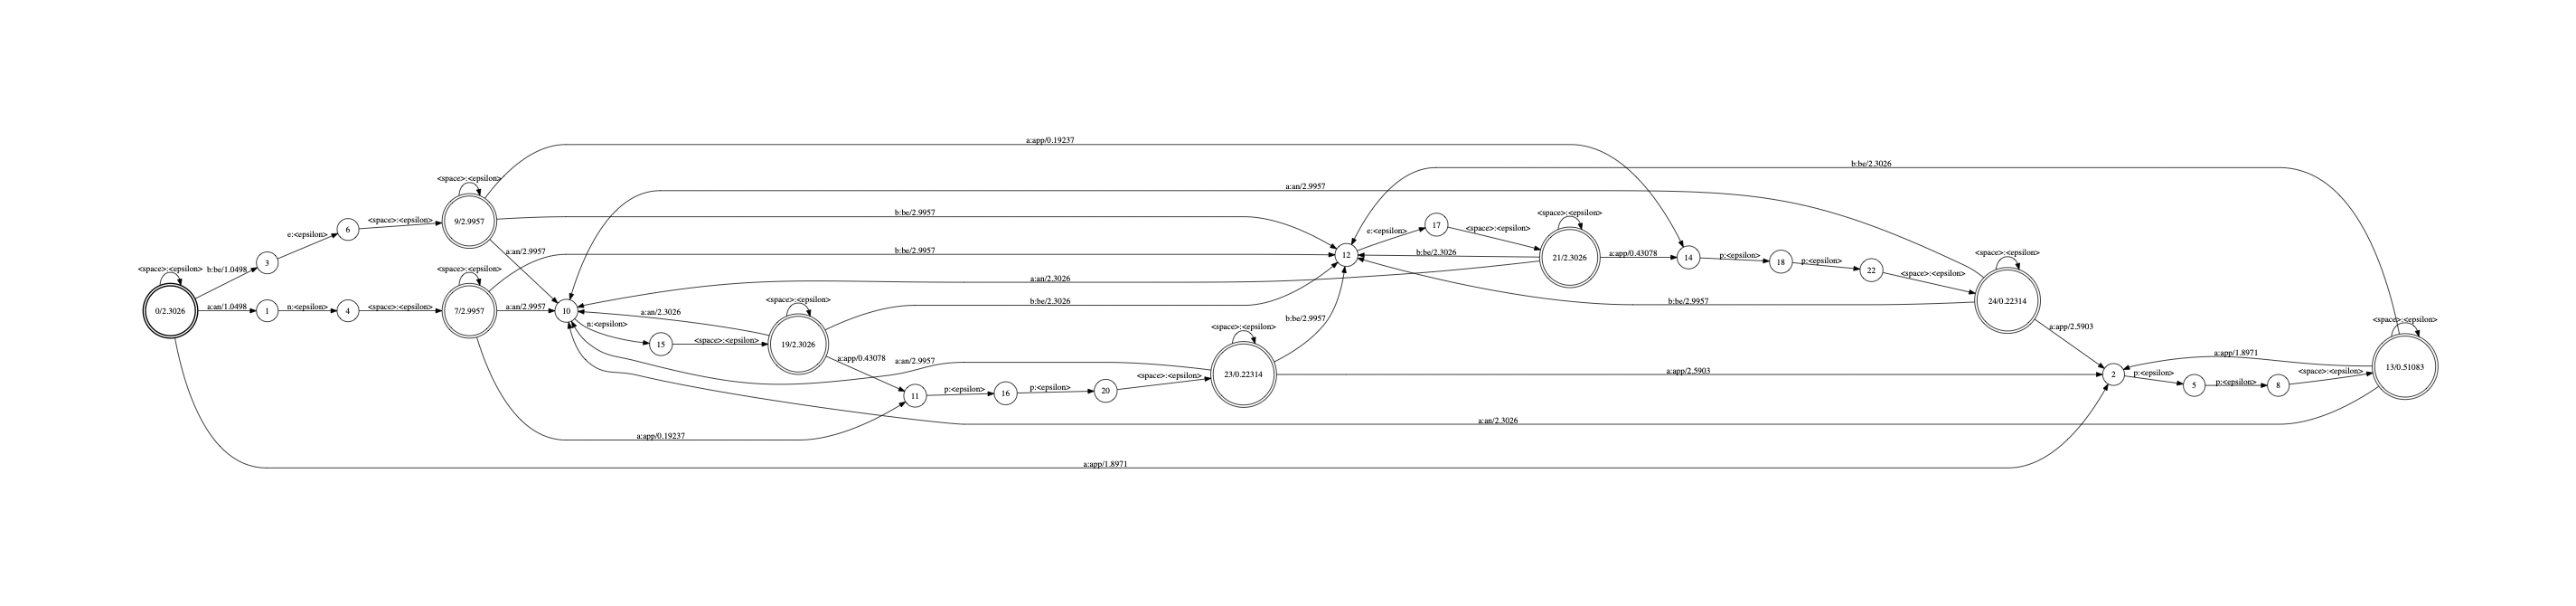 a:app/0.19237
b:be/2.3026
<space>:<epsilon>
a:an/2.9957
9/2.9957
b:be/2.9957
<space>:<epsilon>
6
e:<epsilon>
17
<space>:<epsilon>
<space>:<epsilon>
e:<epsilon>
a:an/2.9957
b:be/2.9957
12
b:be/2.3026
21/2.3026
a:app/0.43078
14
p:<epsilon>
18
p:<epsilon>
22
<space>:<epsilon>
<space>:<epsilon>
24/0.22314
<space>:<epsilon>
b:be/1.0498
3
<space>:<epsilon>
a:an/2.3026
0/2.3026
a:an/1.0498
1
n:<epsilon>
4
<space>:<epsilon>
7/2.9957
a:an/2.9957
10
a:an/2.3026
<space>:<epsilon>
b:be/2.3026
b:be/2.9957
n:<epsilon>
15
<space>:<epsilon>
19/2.3026
b:be/2.9957
<space>:<epsilon>
a:app/2.5903
<space>:<epsilon>
a:app/0.43078
a:an/2.9957
a:app/1.8971
11
p:<epsilon>
16
p:<epsilon>
20
<space>:<epsilon>
23/0.22314
a:app/2.5903
2
p:<epsilon>
5
p:<epsilon>
8
<space>:<epsilon>
13/0.51083
a:an/2.3026
a:app/0.19237
a:app/1.8971